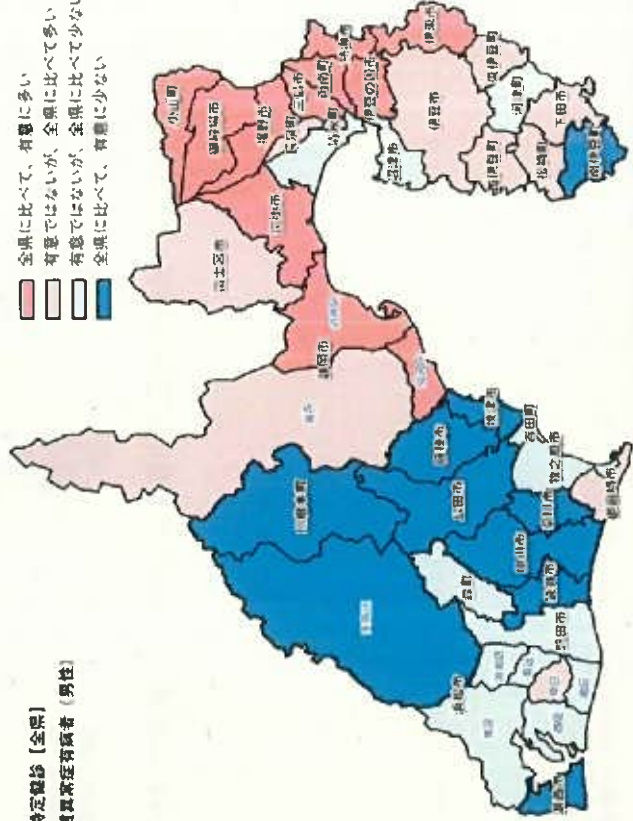 特定健診 [全県]
質異常症有病者（男性）
全県に比べて、有意に多い
有意ではないが、全県に比べて多い
有意ではないが、全県に比べて少ない
全県に比べて、有意に少ない
小山町
御殿場市
裾野市
三島市
函南町
熱海市
長泉町
清水町
伊豆の国市
伊東市
沼津市
伊豆市
東伊豆町
河津町
西伊豆町
松崎町
下田市
南伊豆町
富士宮市
富士市
静岡市
川根本町
藤枝市
焼津市
島田市
吉田町
牧之原市
御前崎市
菊川市
掛川市
袋井市
森町
磐田市
浜松市
湖西市